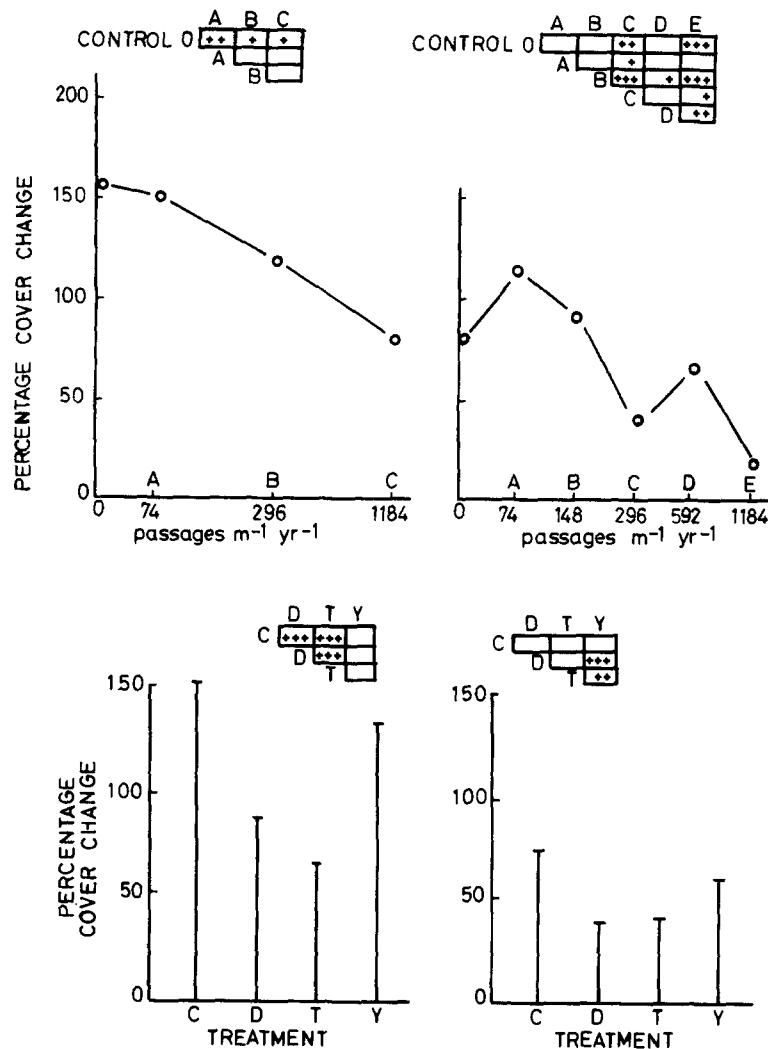 A B C
CONTROL 0 ++ + +
A
B
A B C D E
CONTROL 0 ++ +++
A +
B +++ + +++
C +
D ++
PERCENTAGE COVER CHANGE
200
150
100
50
0
A B C
0 74 296 1184
passages m⁻¹ yr⁻¹
A B C D E
0 74 148 296 592 1184
passages m⁻¹ yr⁻¹
D T Y
C +++ +++
D +++
T
D T Y
C
D +++
T ++
PERCENTAGE
COVER CHANGE
150
100
50
0
C D T Y
TREATMENT
150
100
50
0
C D T Y
TREATMENT